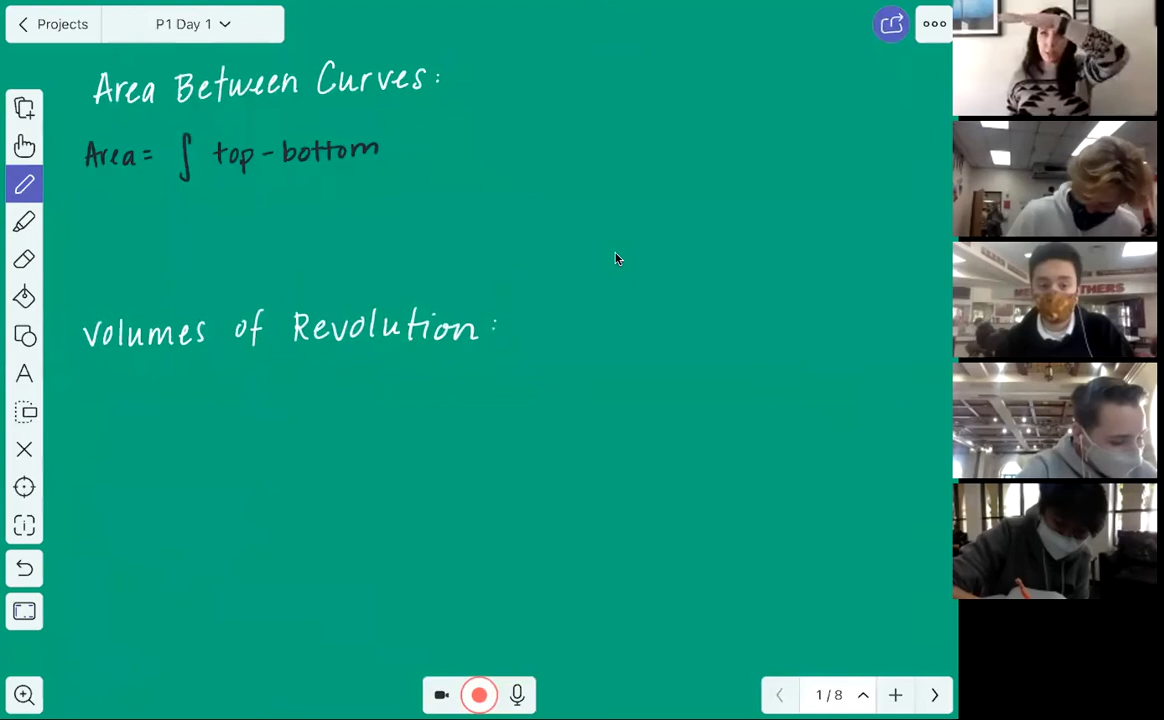 Projects
P1 Day 1
Area Between Curves:
Area = ∫ top - bottom
Volumes of Revolution:
A
1/8